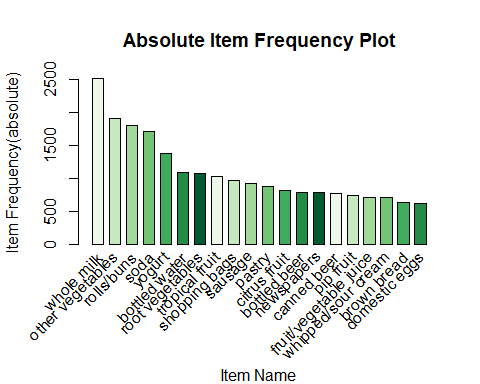 Absolute Item Frequency Plot
Item Frequency(absolute)
2500
1500
500
0
whole milk
other vegetables
rolls/buns
soda
yogurt
bottled water
root vegetables
tropical fruit
shopping bags
sausage
pastry
citrus fruit
bottled beer
newspapers
canned beer
pip fruit
fruit/vegetable juice
whipped/sour cream
brown bread
domestic eggs
Item Name